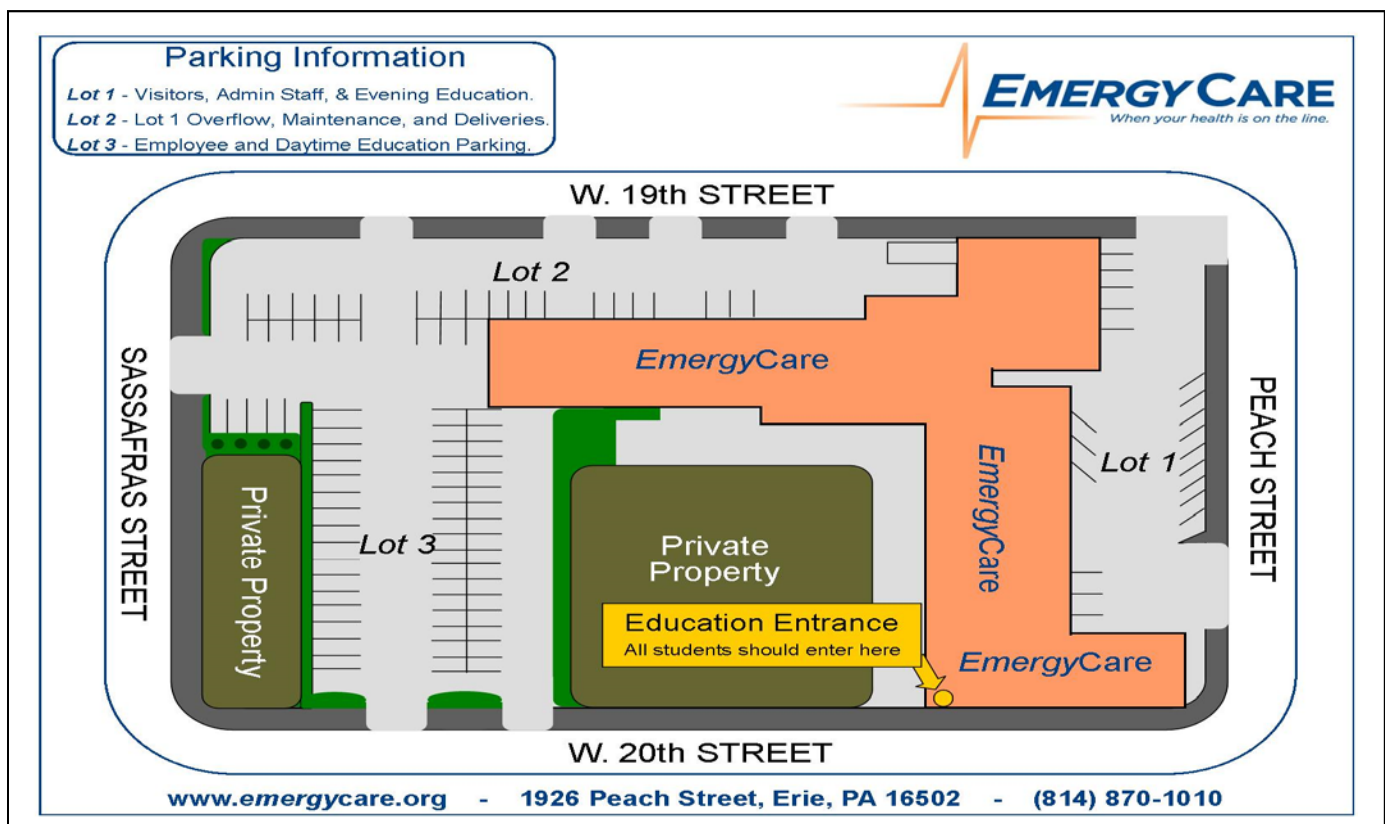 Parking Information
Lot 1 - Visitors, Admin Staff, & Evening Education.
Lot 2 - Lot 1 Overflow, Maintenance, and Deliveries.
Lot 3 - Employee and Daytime Education Parking.
EMERGYCARE
When your health is on the line.
W. 19th STREET
Lot 2
EmergyCare
SASSAFRAS STREET
PEACH STREET
Lot 1
EmergyCare
Private Property
Lot 3
Private
Property
Education Entrance
All students should enter here
EmergyCare
W. 20th STREET
www.emergycare.org - 1926 Peach Street, Erie, PA 16502 - (814) 870-1010